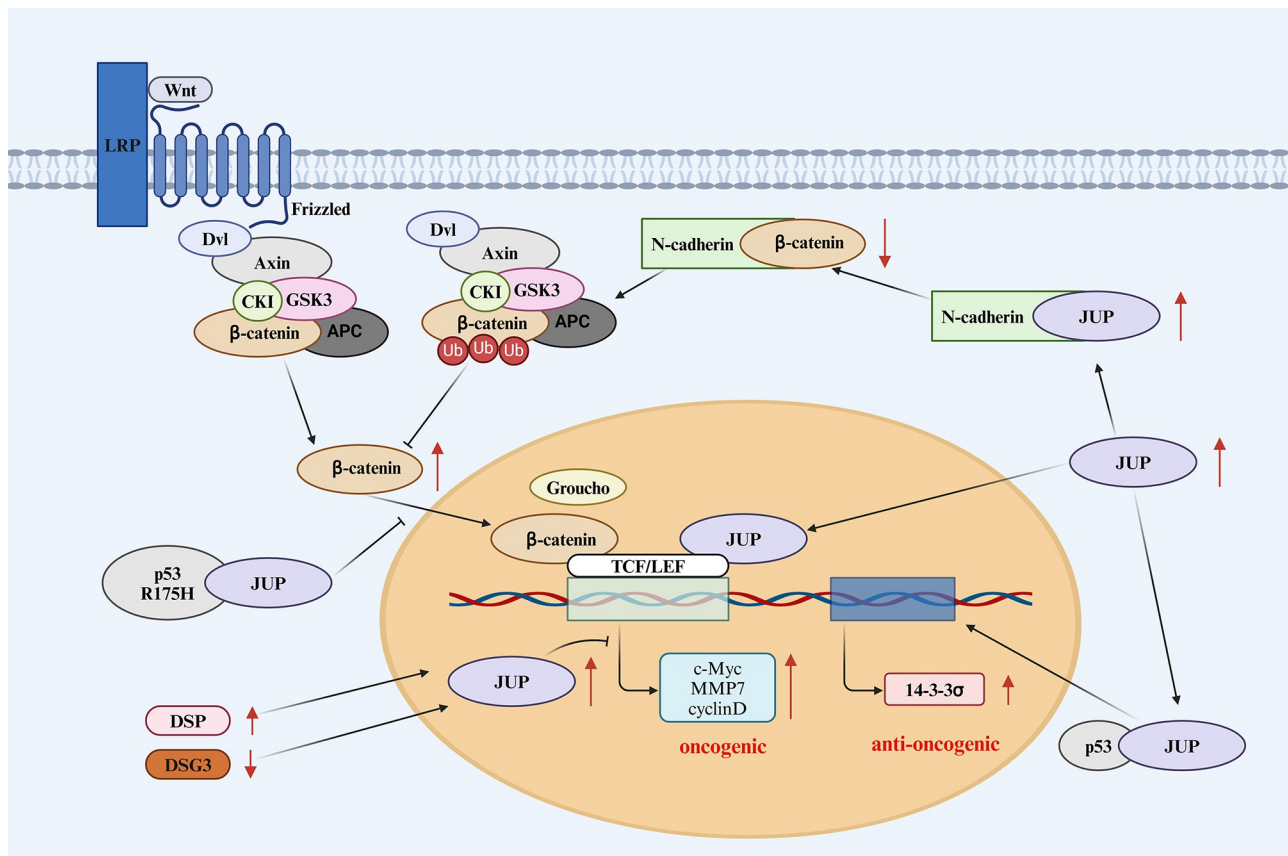 Wnt
LRP
Frizzled
Dvl
Axin
CKI
GSK3
β-catenin
APC
Dvl
Axin
CKI
GSK3
β-catenin
APC
Ub
Ub
Ub
N-cadherin
β-catenin
N-cadherin
JUP
β-catenin
JUP
Groucho
β-catenin
JUP
TCF/LEF
p53
R175H
JUP
JUP
c-Myc
MMP7
cyclinD
14-3-3σ
oncogenic
anti-oncogenic
DSP
DSG3
p53
JUP